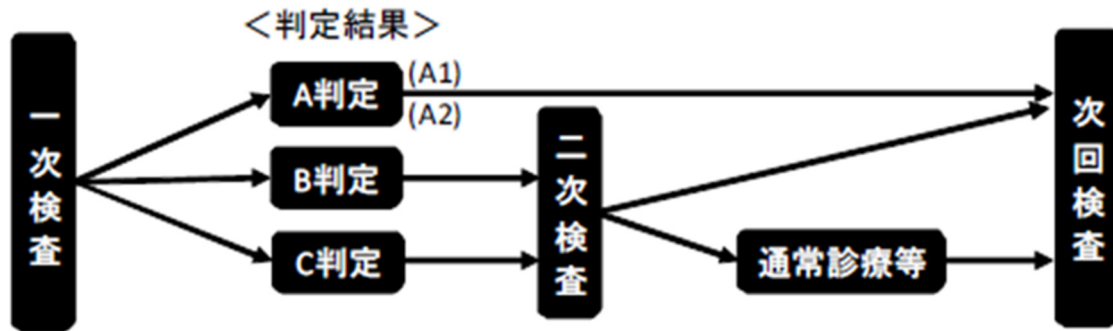 ＜判定結果＞
一次検査
A判定
(A1)
(A2)
B判定
C判定
二次検査
通常診療等
次回検査